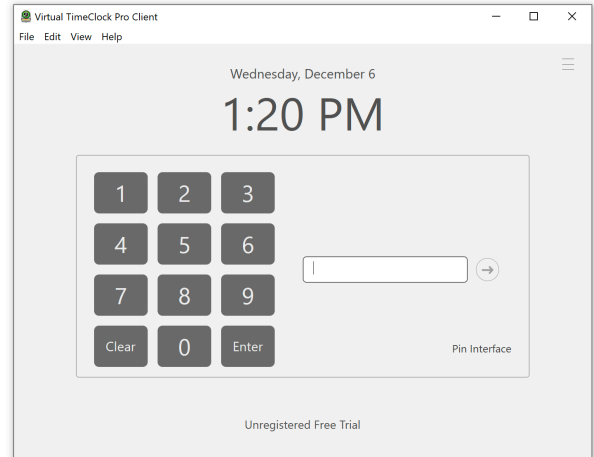 Virtual TimeClock Pro Client
File Edit View Help
Wednesday, December 6
1:20 PM
1 2 3
4 5 6
7 8 9
Clear 0 Enter
Pin Interface
Unregistered Free Trial